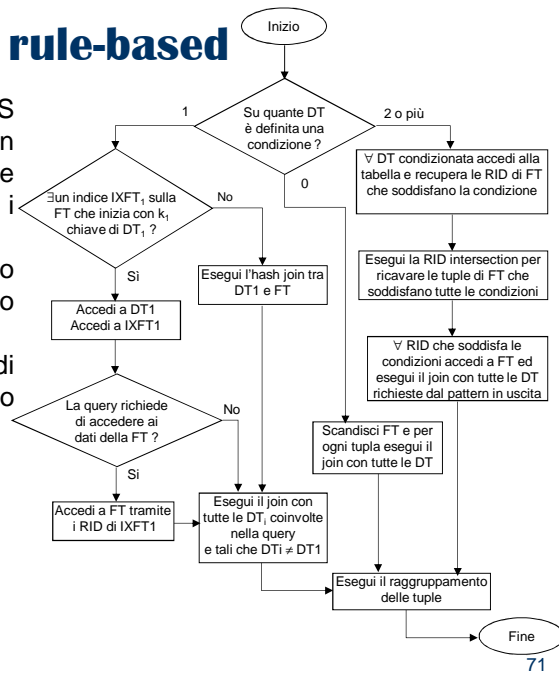 rule-based
S
n
e
i
o
o
di
o
Inizio
Su quante DT
è definita una
condizione ?
1
2 o più
0
∃un indice IXFT1 sulla
FT che inizia con k1
chiave di DT1 ?
No
Sì
Esegui l'hash join tra
DT1 e FT
Accedi a DT1
Accedi a IXFT1
La query richiede
di accedere ai
dati della FT ?
No
Si
Accedi a FT tramite
i RID di IXFT1
Esegui il join con
tutte le DTi coinvolte
nella query
e tali che DTi ≠ DT1
Scandisci FT e per
ogni tupla esegui il
join con tutte le DT
∀ DT condizionata accedi alla
tabella e recupera le RID di FT
che soddisfano la condizione
Esegui la RID intersection per
ricavare le tuple di FT che
soddisfano tutte le condizioni
∀ RID che soddisfa le
condizioni accedi a FT ed
esegui il join con tutte le DT
richieste dal pattern in uscita
Esegui il raggruppamento
delle tuple
Fine
71